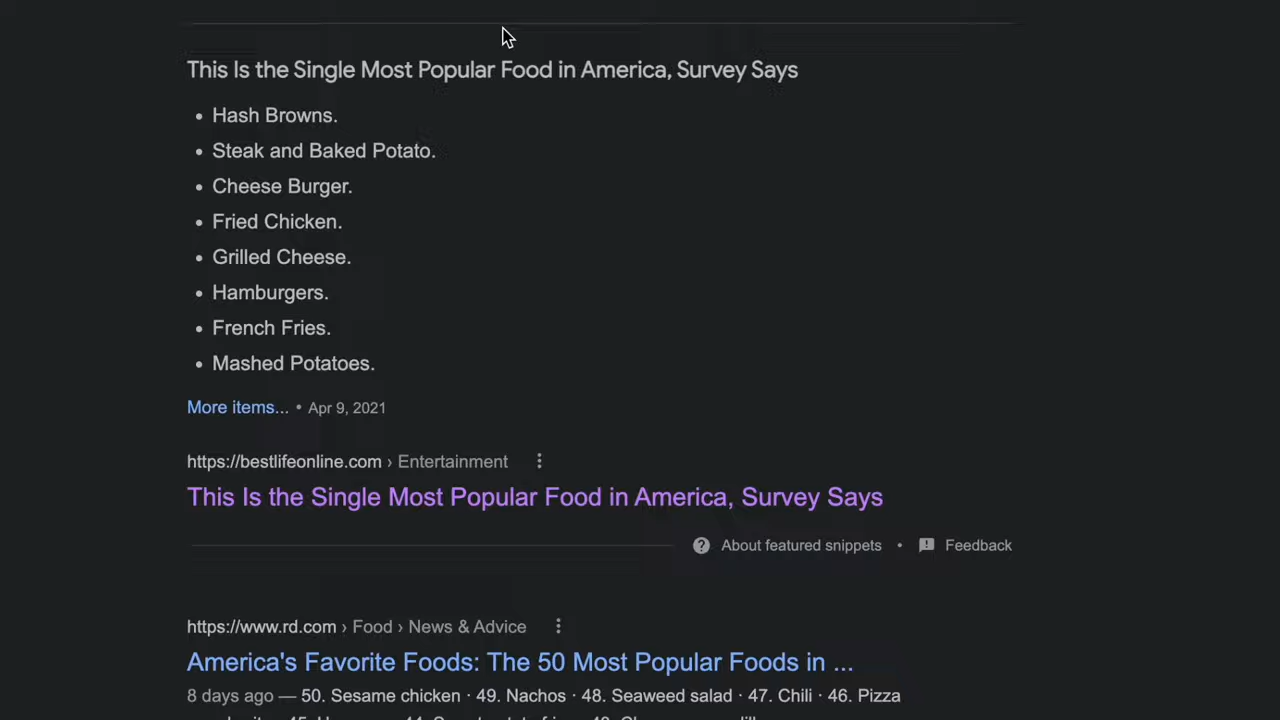 This Is the Single Most Popular Food in America, Survey Says
• Hash Browns.
• Steak and Baked Potato.
• Cheese Burger.
• Fried Chicken.
• Grilled Cheese.
• Hamburgers.
• French Fries.
• Mashed Potatoes.
More items... • Apr 9, 2021
https://bestlifeonline.com › Entertainment
This Is the Single Most Popular Food in America, Survey Says
About featured snippets • Feedback
https://www.rd.com › Food › News & Advice
America's Favorite Foods: The 50 Most Popular Foods in ...
8 days ago — 50. Sesame chicken · 49. Nachos · 48. Seaweed salad · 47. Chili · 46. Pizza